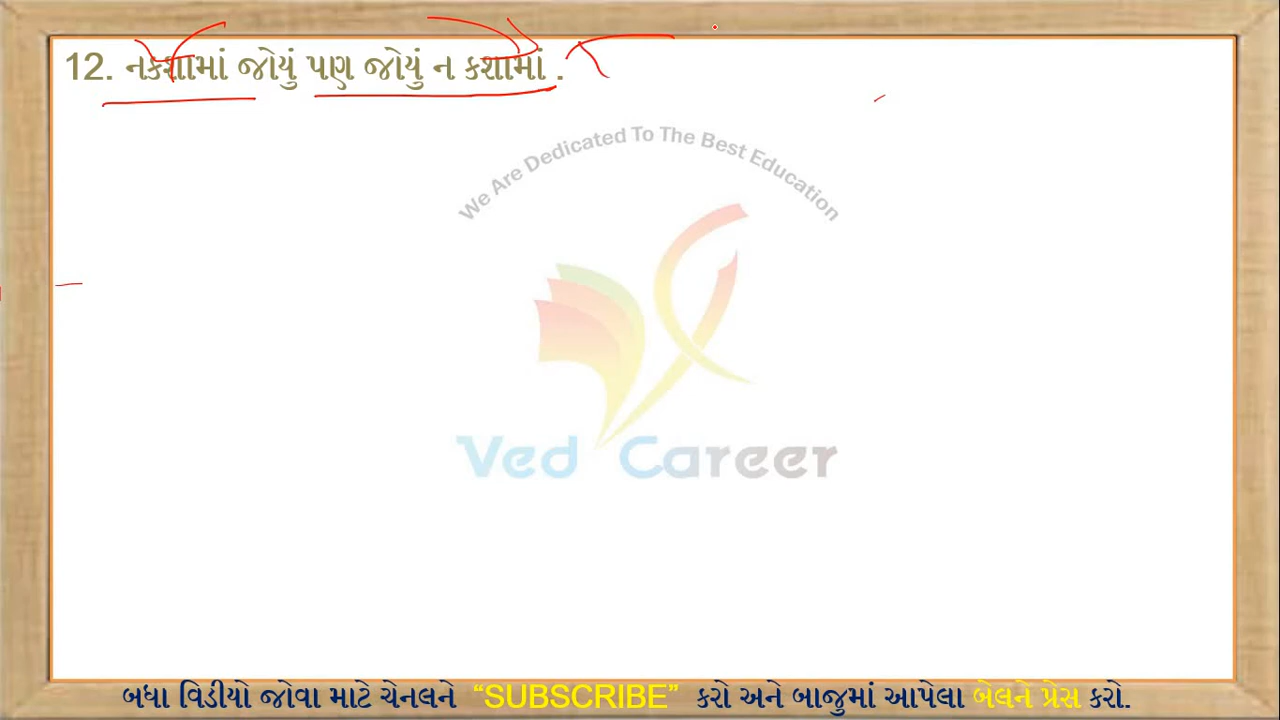 12. નકશામાં જોયું પણ જોયું ન કશામાં .
We Are Dedicated To The Best Education
Ved Career
બધા વિડીયો જોવા માટે ચેનલને “SUBSCRIBE” કરો અને બાજુમાં આપેલા બેલને પ્રેસ કરો.